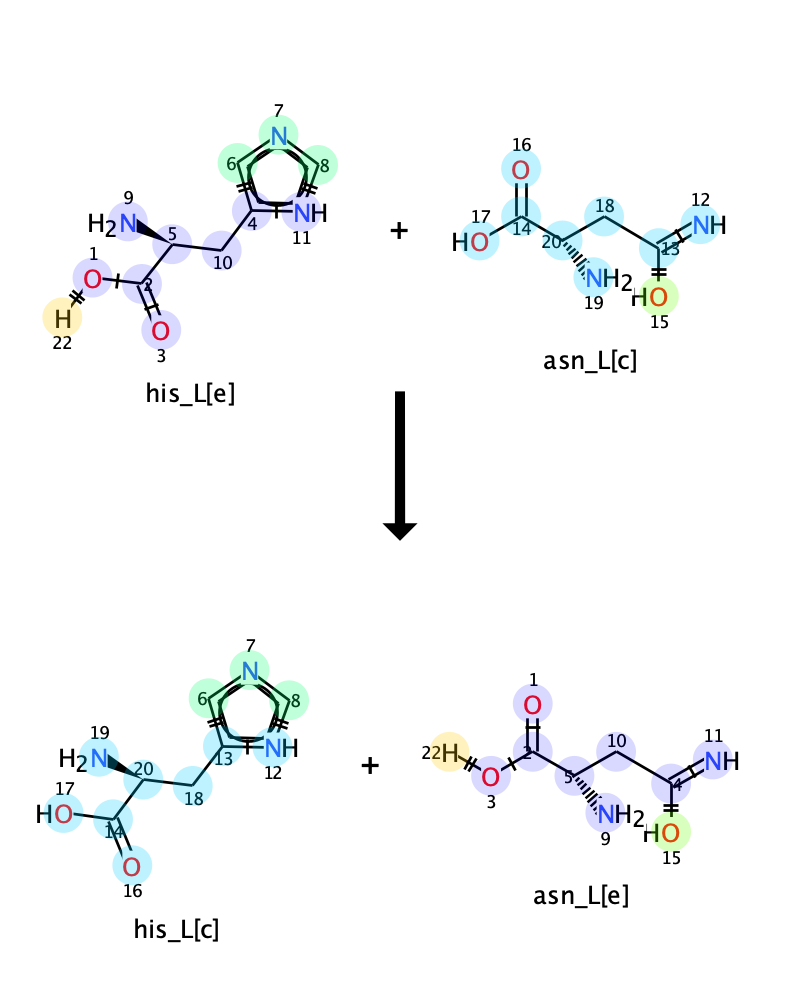 7
16
6 N 8
9 O 18 12
H2N 5 4 NH 17 14 NH
1 10 11 + HO 20 13
O 2 NH2 HO
H O 19 15
22 3
asn_L[c]
his_L[e]
7
6 N 8 1
19 O 10 11
H2N 20 13 NH 22 H 2 NH
17 18 12 + O 5 4
HO 14 3 NH2 HO
O 9 15
16
asn_L[e]
his_L[c]